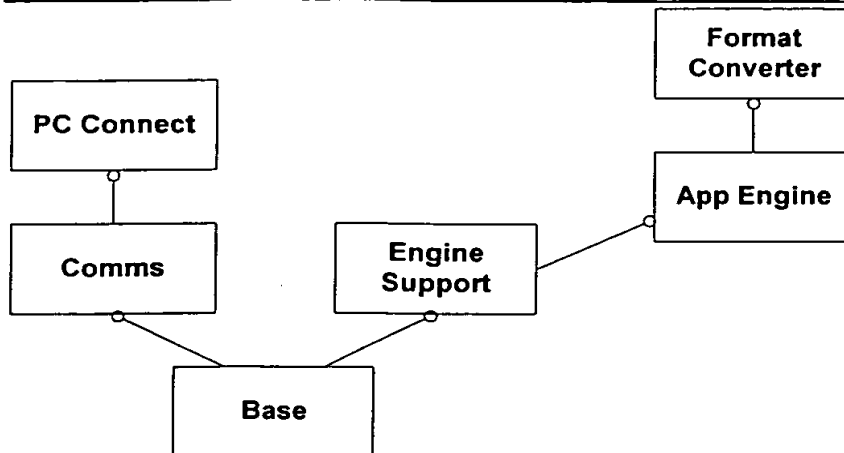 Format
Converter
PC Connect
App Engine
Comms
Engine
Support
Base